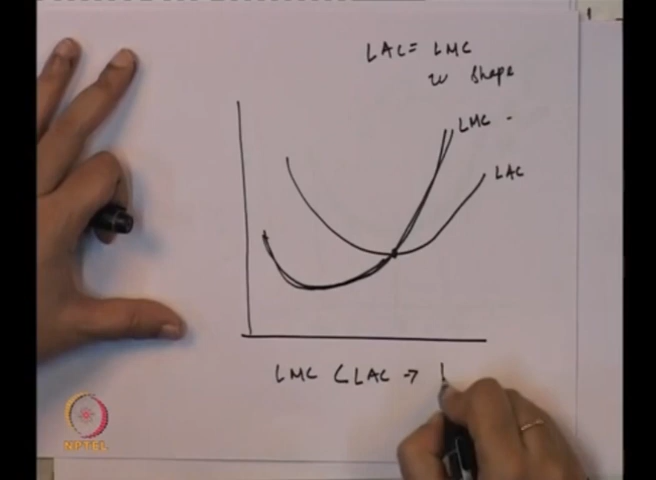 LAC = LMC
U shape
LMC
LAC
LMC < LAC →
NPTEL